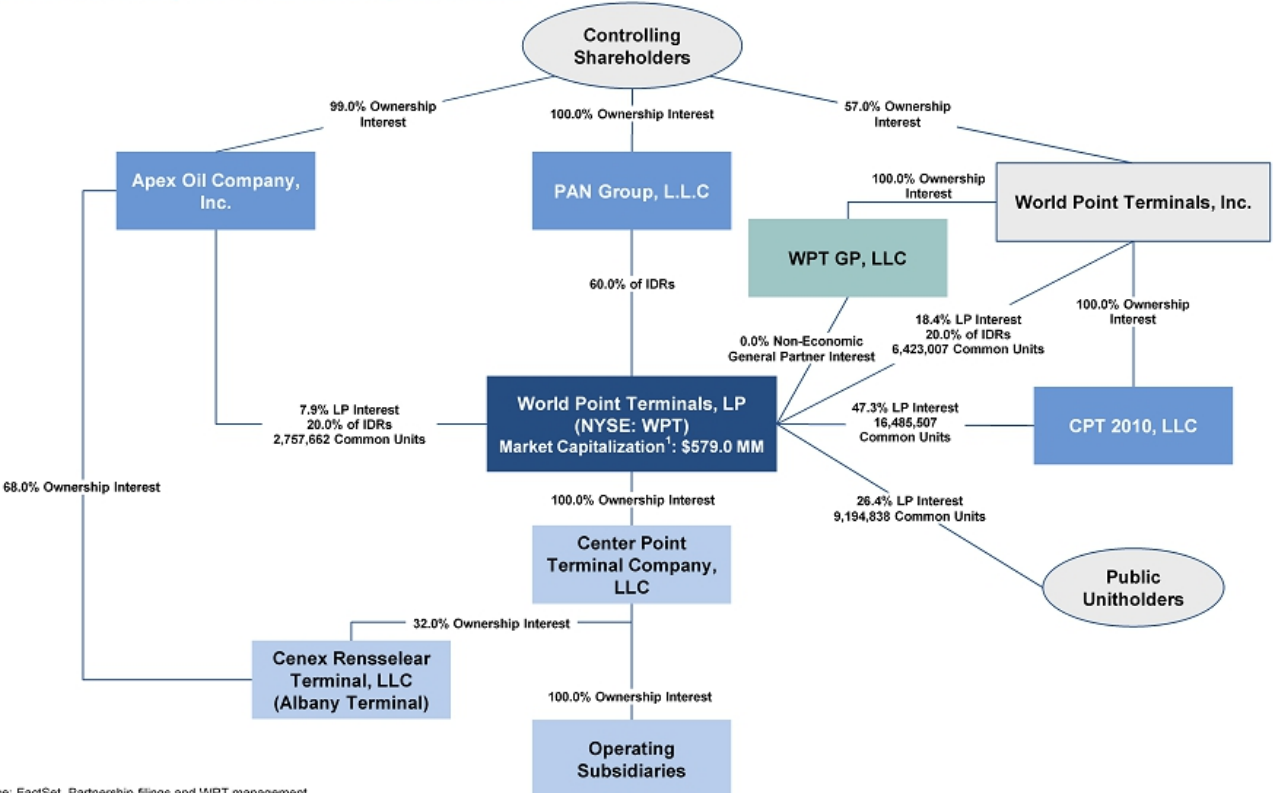 Controlling
Shareholders
99.0% Ownership
Interest
100.0% Ownership Interest
57.0% Ownership
Interest
Apex Oil Company,
Inc.
PAN Group, L.L.C
100.0% Ownership
Interest
World Point Terminals, Inc.
WPT GP, LLC
60.0% of IDRs
18.4% LP Interest
20.0% of IDRs
6,423,007 Common Units
100.0% Ownership
Interest
0.0% Non-Economic
General Partner Interest
7.9% LP Interest
20.0% of IDRs
2,757,662 Common Units
World Point Terminals, LP
(NYSE: WPT)
Market Capitalization¹: $579.0 MM
47.3% LP Interest
16,485,507
Common Units
CPT 2010, LLC
68.0% Ownership Interest
100.0% Ownership Interest
26.4% LP Interest
9,194,838 Common Units
Center Point
Terminal Company,
LLC
Public
Unitholders
32.0% Ownership Interest
Cenex Rensselear
Terminal, LLC
(Albany Terminal)
100.0% Ownership Interest
Operating
Subsidiaries
FactSet, Partnership filings and WPT management